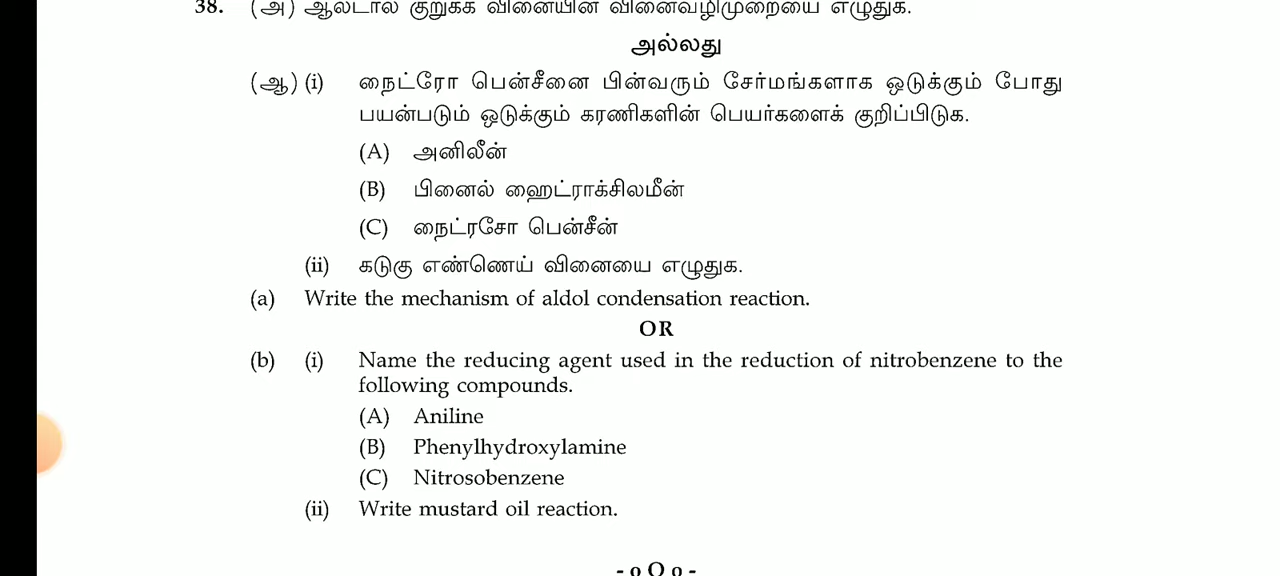 38. (அ) ஆல்டால் குறுக்க வினையின் வினைவழிமுறையை எழுதுக.
அல்லது
(ஆ) (i) நைட்ரோ பென்சீனை பின்வரும் சேர்மங்களாக ஒடுக்கும் போது
பயன்படும் ஒடுக்கும் கரணிகளின் பெயர்களைக் குறிப்பிடுக.
(A) அனிலீன்
(B) பினைல் ஹைட்ராக்சிலமீன்
(C) நைட்ரசோ பென்சீன்
(ii) கடுகு எண்ணெய் வினையை எழுதுக.
(a) Write the mechanism of aldol condensation reaction.
OR
(b) (i) Name the reducing agent used in the reduction of nitrobenzene to the
following compounds.
(A) Aniline
(B) Phenylhydroxylamine
(C) Nitrosobenzene
(ii) Write mustard oil reaction.
- o O o -